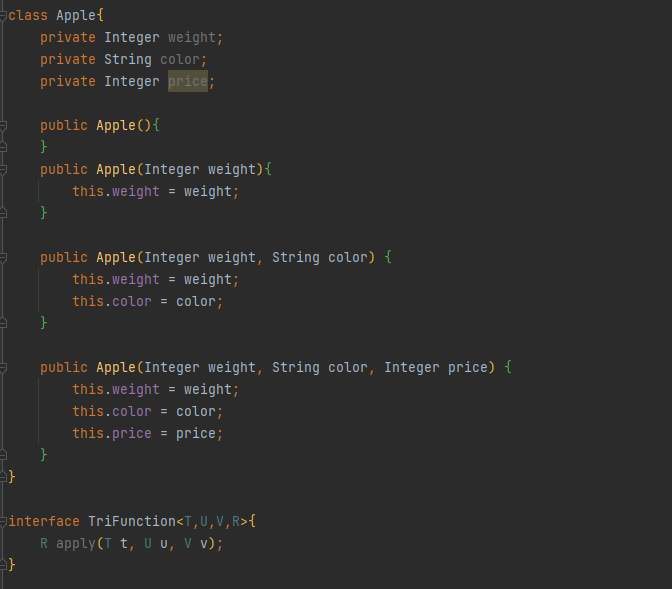 class Apple{
    private Integer weight;
    private String color;
    private Integer price;
    public Apple(){
    }
    public Apple(Integer weight){
        this.weight = weight;
    }
    public Apple(Integer weight, String color) {
        this.weight = weight;
        this.color = color;
    }
    public Apple(Integer weight, String color, Integer price) {
        this.weight = weight;
        this.color = color;
        this.price = price;
    }
}
interface TriFunction<T,U,V,R>{
    R apply(T t, U u, V v);
}